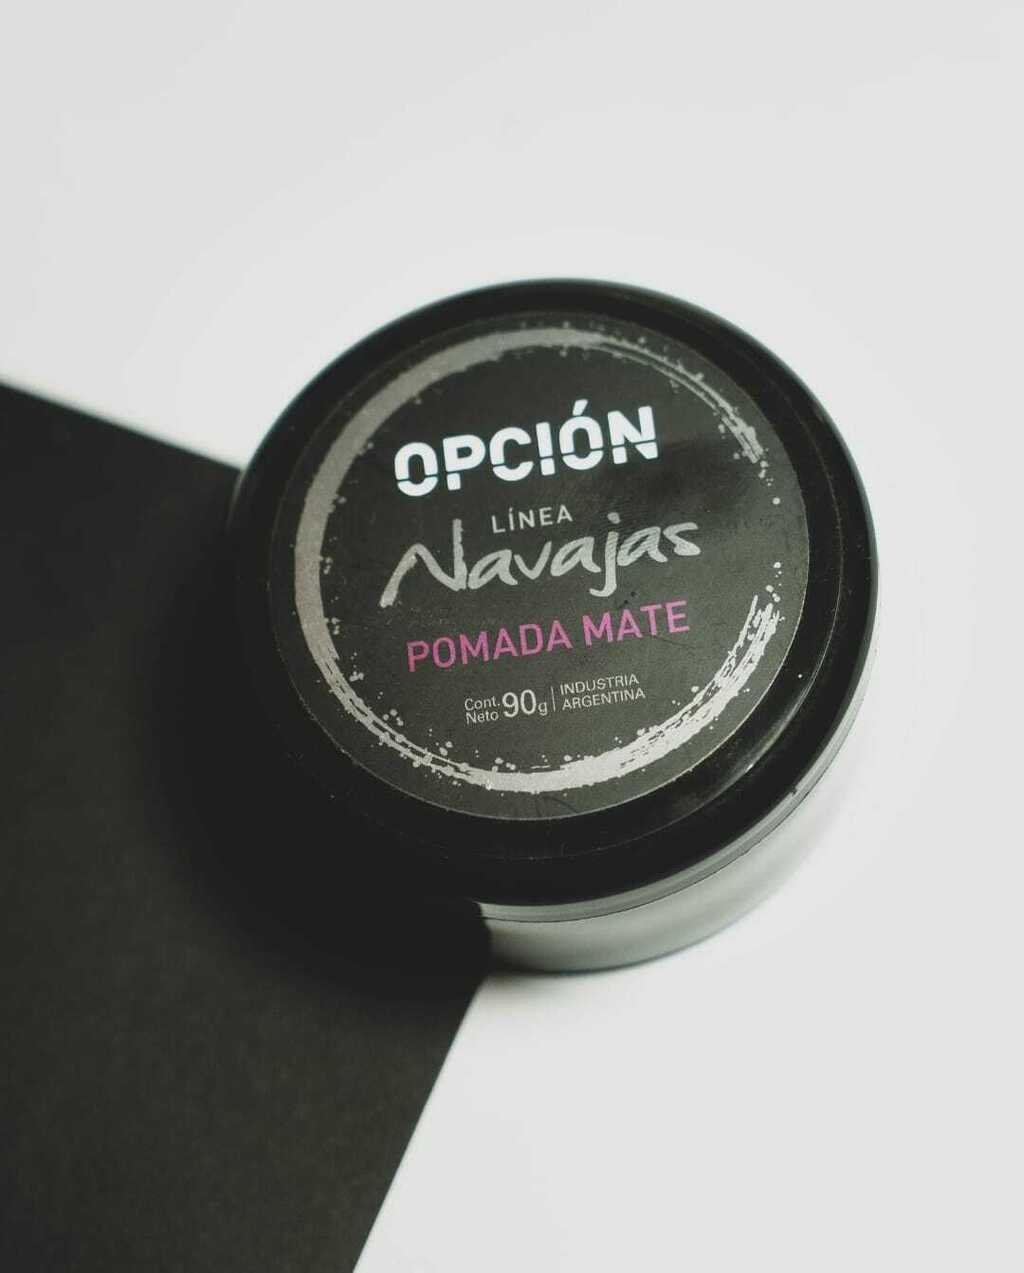 OPCIÓN
LÍNEA
Navajas
POMADA MATE
Cont. Neto 90g | INDUSTRIA ARGENTINA